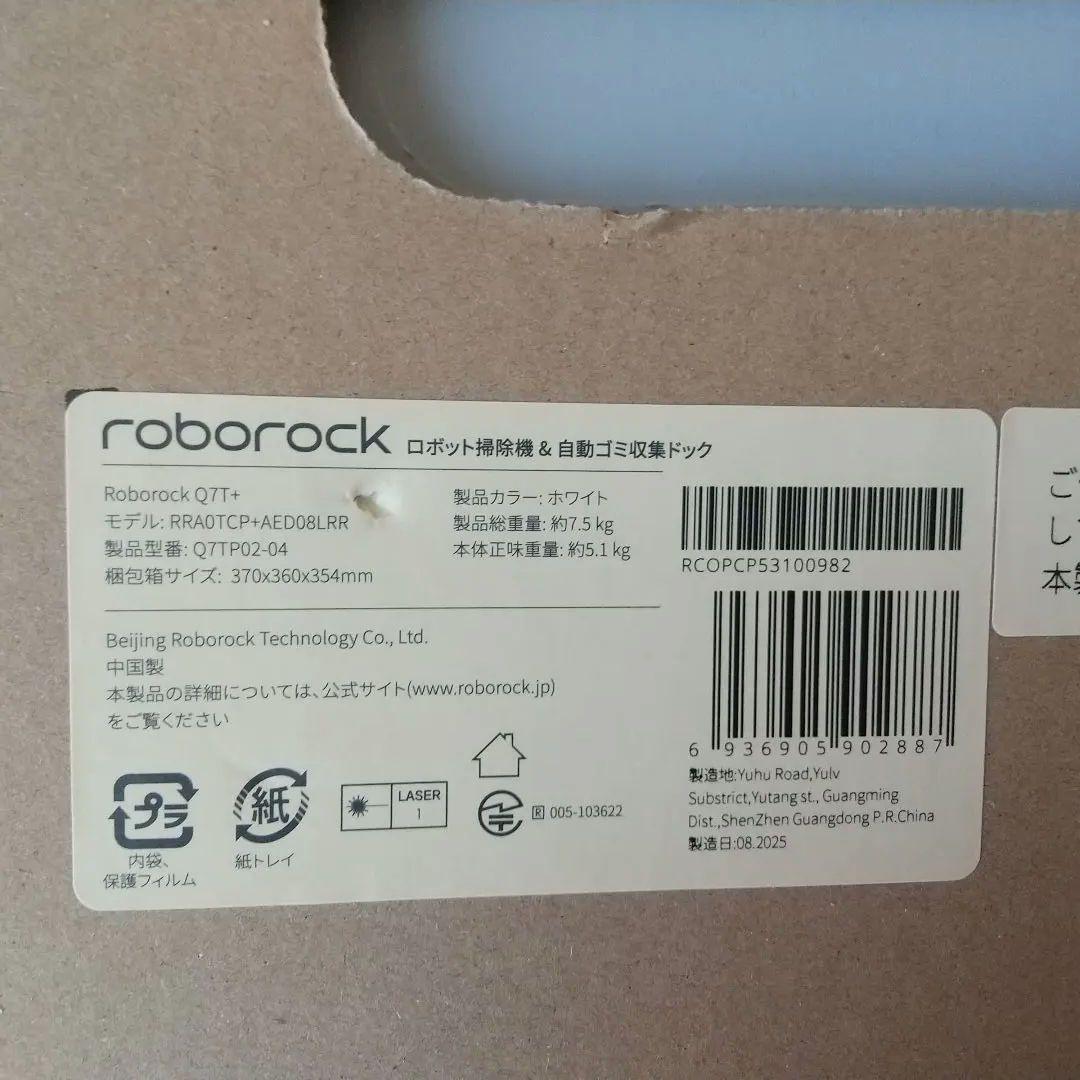 roborock ロボット掃除機 & 自動ゴミ収集ドック
Roborock Q7T+
モデル: RRA0TCP+AED08LRR
製品型番: Q7TP02-04
梱包箱サイズ: 370x360x354mm
製品カラー: ホワイト
製品総重量: 約7.5 kg
本体正味重量: 約5.1 kg
RCOPCP53100982
Beijing Roborock Technology Co., Ltd.
中国製
本製品の詳細については、公式サイト(www.roborock.jp)
をご覧ください
6 936905 902887
製造地:Yuhu Road,Yulv
Substrict,Yutang st., Guangming
Dist.,ShenZhen Guangdong P.R.China
製造日:08.2025
プラ
内袋、
保護フィルム
紙
紙トレイ
LASER
1
R 005-103622
ご
し
本